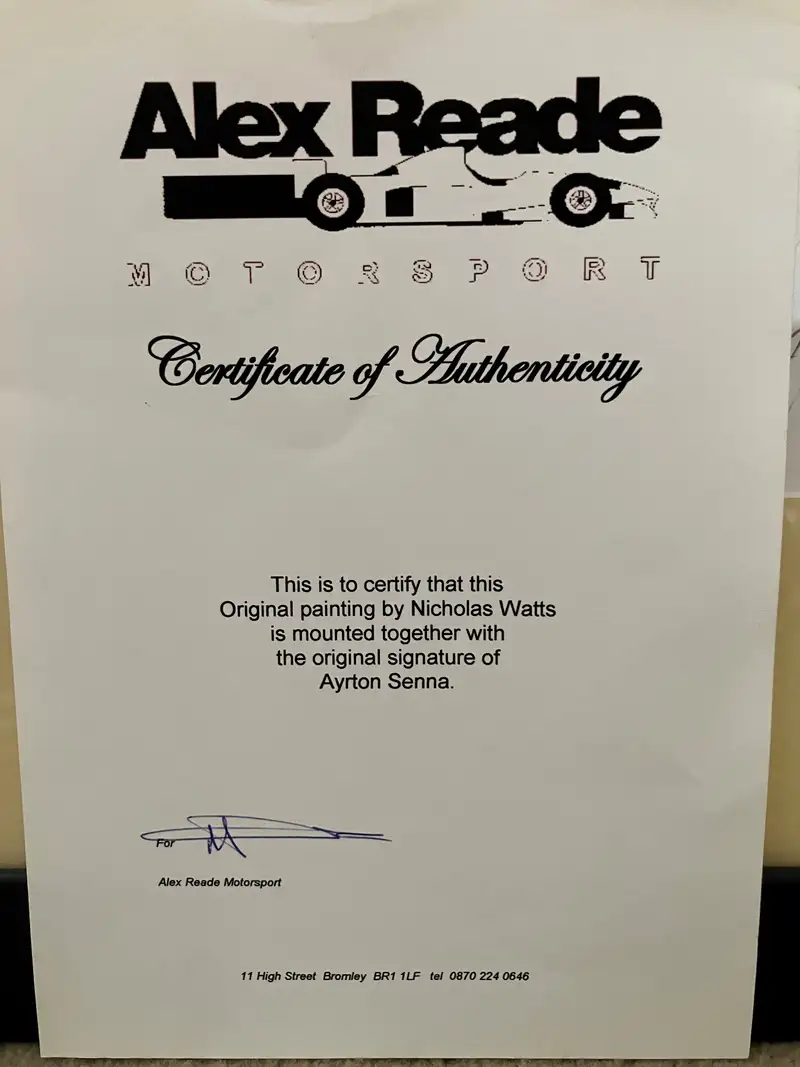 Alex Reade
MOTORSPORT
Certificate of Authenticity
This is to certify that this
Original painting by Nicholas Watts
is mounted together with
the original signature of
Ayrton Senna.
For
Alex Reade Motorsport
11 High Street Bromley BR1 1LF tel 0870 224 0646